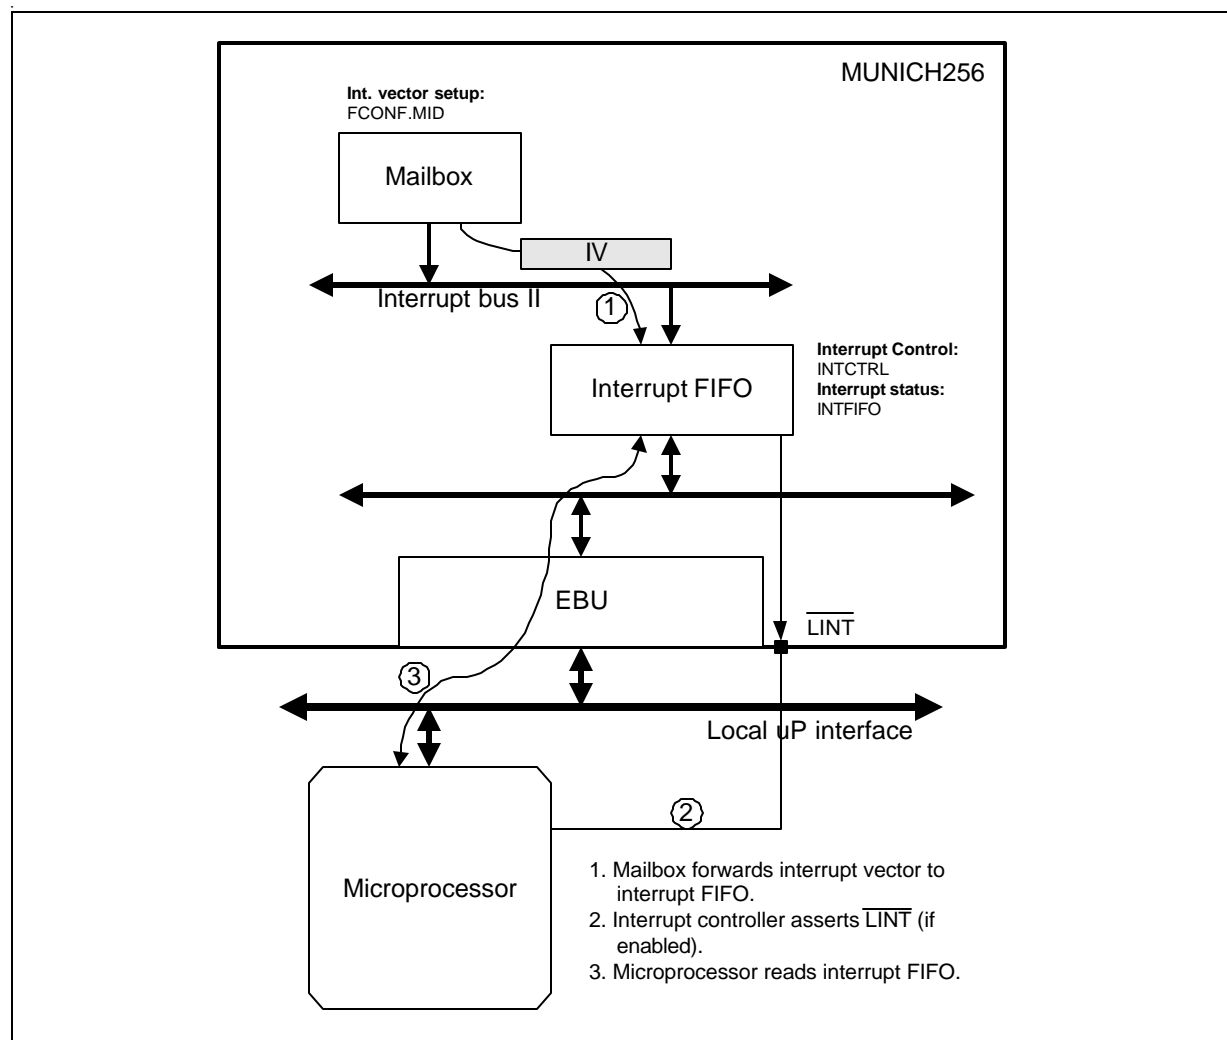 MUNICH256
Int. vector setup:
FCONF.MID
Mailbox
IV
Interrupt bus II
1
Interrupt FIFO
Interrupt Control:
INTCTRL
Interrupt status:
INTFIFO
EBU
LINT
3
Local uP interface
2
Microprocessor
1. Mailbox forwards interrupt vector to
interrupt FIFO.
2. Interrupt controller asserts LINT (if
enabled).
3. Microprocessor reads interrupt FIFO.